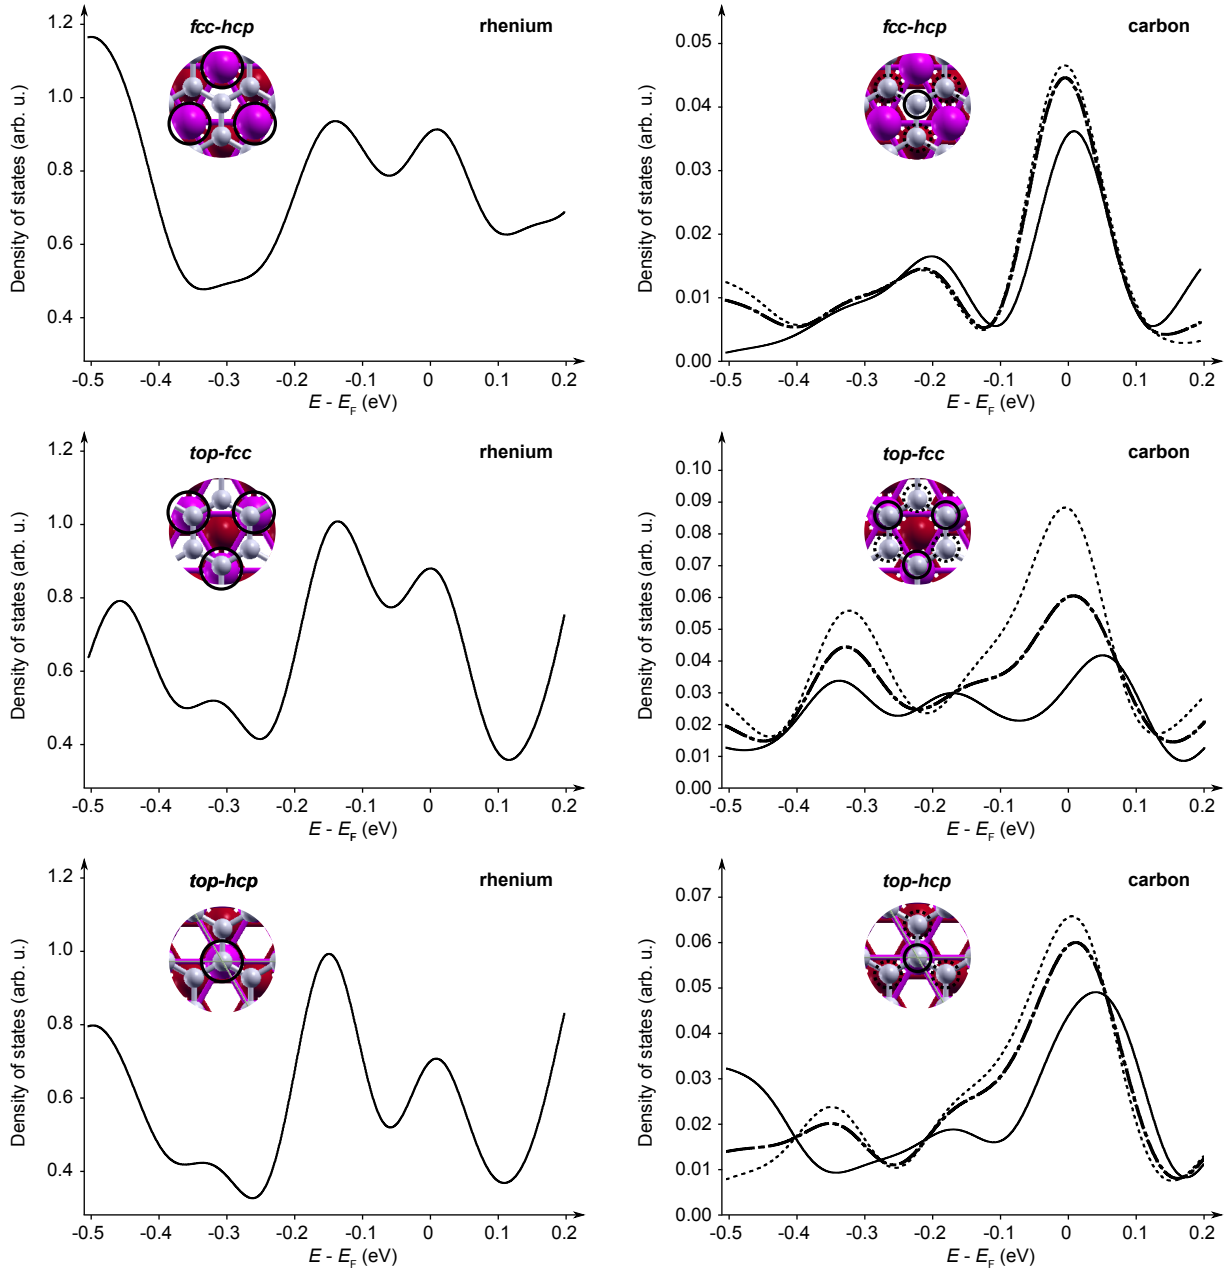 fcc-hcp rhenium
Density of states (arb. u.)
1.2
1.0
0.8
0.6
0.4
-0.5 -0.4 -0.3 -0.2 -0.1 0 0.1 0.2
E - E_F (eV)
fcc-hcp carbon
Density of states (arb. u.)
0.05
0.04
0.03
0.02
0.01
0.00
-0.5 -0.4 -0.3 -0.2 -0.1 0 0.1 0.2
E - E_F (eV)
top-fcc rhenium
Density of states (arb. u.)
1.2
1.0
0.8
0.6
0.4
-0.5 -0.4 -0.3 -0.2 -0.1 0 0.1 0.2
E - E_F (eV)
top-fcc carbon
Density of states (arb. u.)
0.10
0.09
0.08
0.07
0.06
0.05
0.04
0.03
0.02
0.01
0.00
-0.5 -0.4 -0.3 -0.2 -0.1 0 0.1 0.2
E - E_F (eV)
top-hcp rhenium
Density of states (arb. u.)
1.2
1.0
0.8
0.6
0.4
-0.5 -0.4 -0.3 -0.2 -0.1 0 0.1 0.2
E - E_F (eV)
top-hcp carbon
Density of states (arb. u.)
0.07
0.06
0.05
0.04
0.03
0.02
0.01
0.00
-0.5 -0.4 -0.3 -0.2 -0.1 0 0.1 0.2
E - E_F (eV)